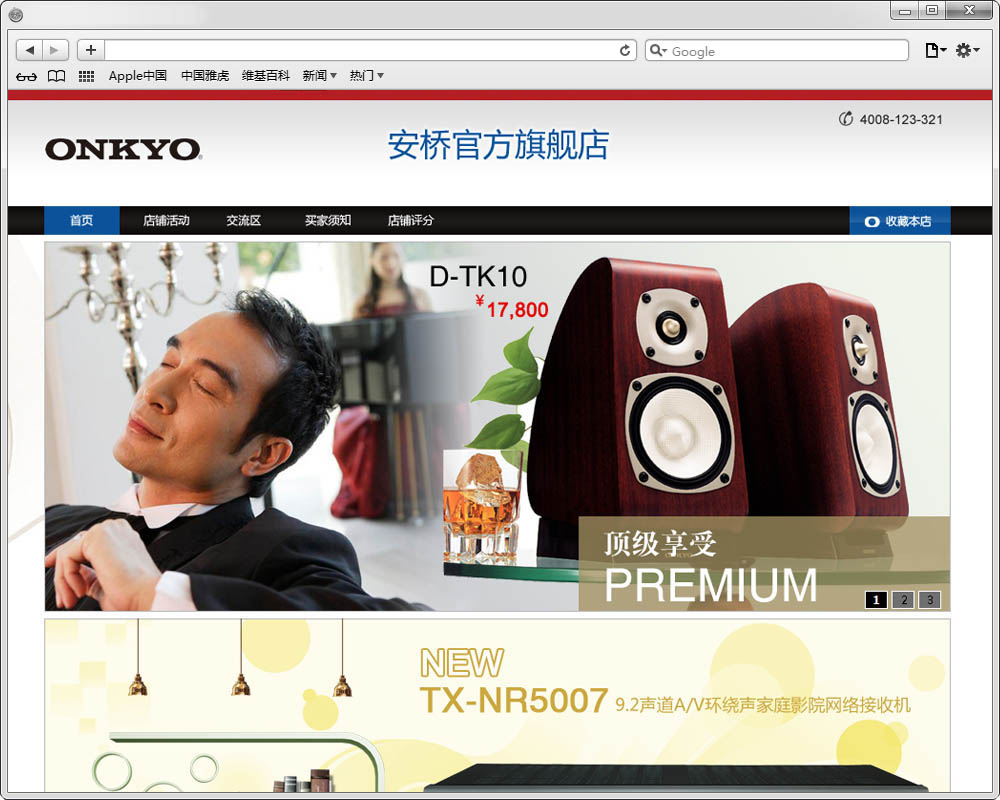 Google
Apple中国 中国雅虎 维基百科 新闻 热门
4008-123-321
ONKYO
安桥官方旗舰店
首页 店铺活动 交流区 买家须知 店铺评分 收藏本店
D-TK10
¥17,800
顶级享受
PREMIUM
1 2 3
NEW
TX-NR5007 9.2声道A/V环绕声家庭影院网络接收机